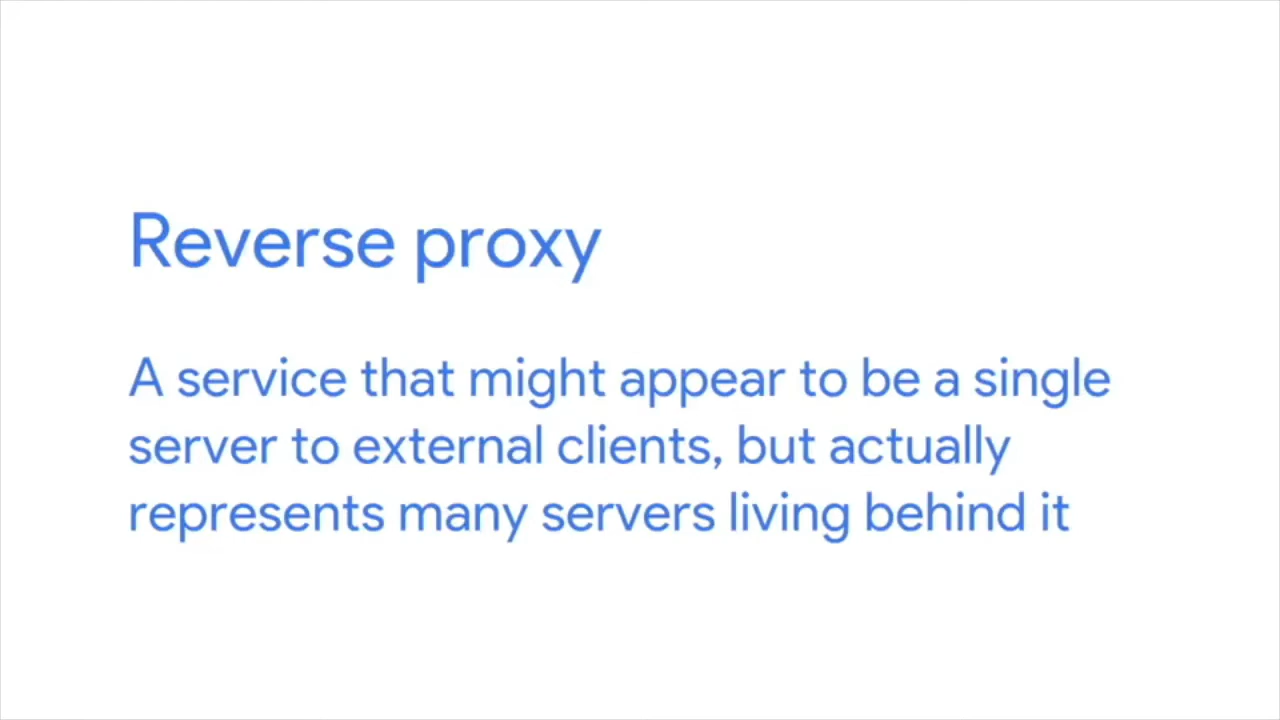 Reverse proxy
A service that might appear to be a single
server to external clients, but actually
represents many servers living behind it